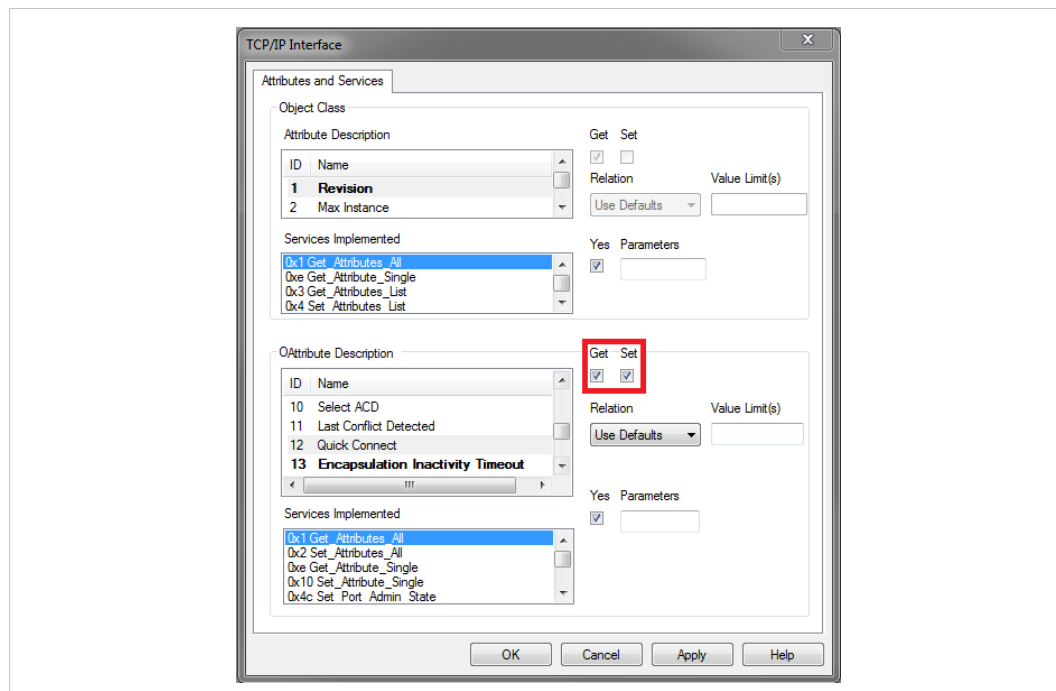 TCP/IP Interface
Attributes and Services
Object Class
Attribute Description
Get Set
ID Name
1 Revision
2 Max Instance
Relation Value Limit(s)
Use Defaults
Services Implemented
Yes Parameters
0x1 Get_Attributes_All
0xe Get_Attribute_Single
0x3 Get_Attributes_List
0x4 Set_Attributes_List
OAttribute Description
Get Set
ID Name
10 Select ACD
11 Last Conflict Detected
12 Quick Connect
13 Encapsulation Inactivity Timeout
Relation Value Limit(s)
Use Defaults
Yes Parameters
Services Implemented
0x1 Get_Attributes_All
0x2 Set_Attributes_All
0xe Get_Attribute_Single
0x10 Set_Attribute_Single
0x4c Set_Port_Admin_State
OK Cancel Apply Help